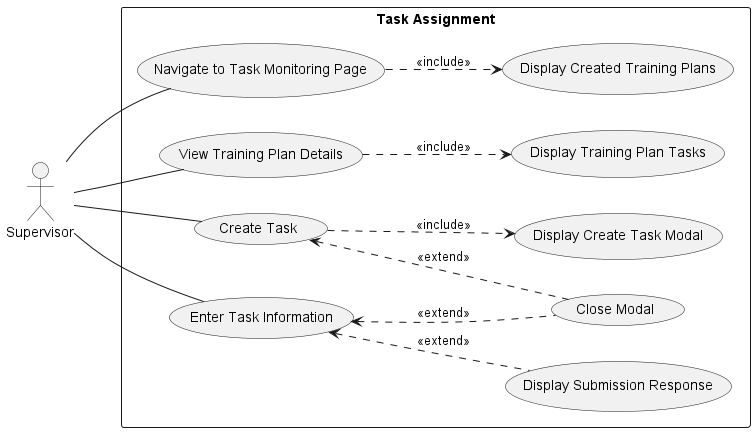 Task Assignment
Navigate to Task Monitoring Page
«include»
Display Created Training Plans
View Training Plan Details
«include»
Display Training Plan Tasks
Supervisor
Create Task
«include»
Display Create Task Modal
«extend»
Enter Task Information
«extend»
Close Modal
«extend»
Display Submission Response